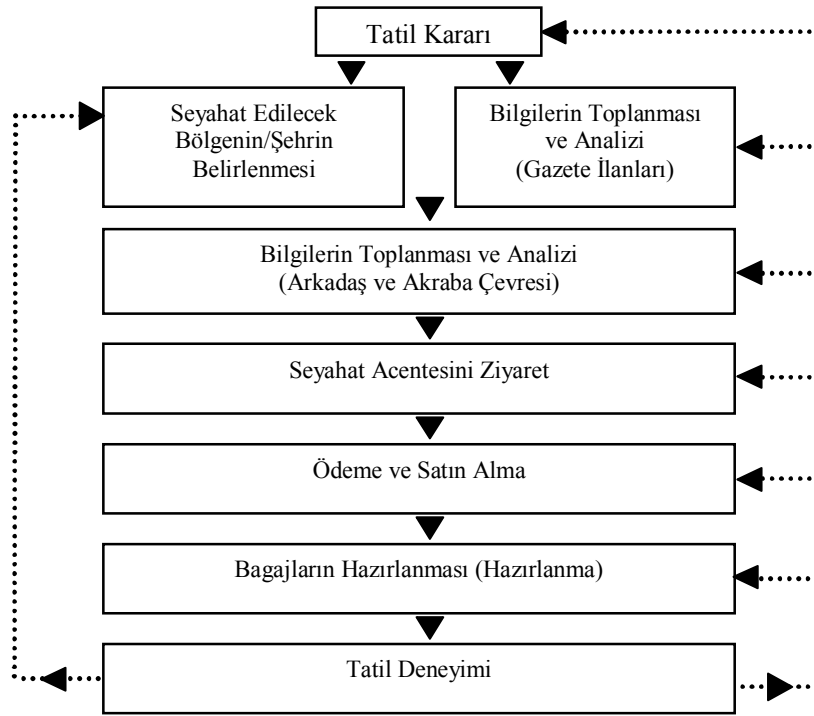 Tatil Kararı
Seyahat Edilecek
Bölgenin/Şehrin
Belirlenmesi
Bilgilerin Toplanması
ve Analizi
(Gazete İlanları)
Bilgilerin Toplanması ve Analizi
(Arkadaş ve Akraba Çevresi)
Seyahat Acentesini Ziyaret
Ödeme ve Satın Alma
Bagajların Hazırlanması (Hazırlanma)
Tatil Deneyimi